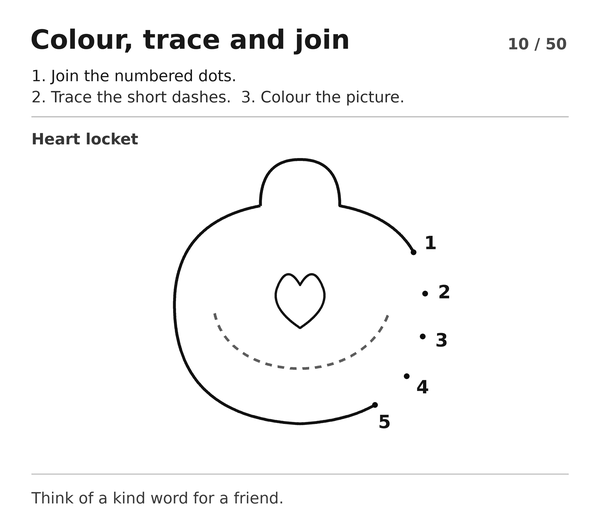 Colour, trace and join
10 / 50
1. Join the numbered dots.
2. Trace the short dashes.  3. Colour the picture.
Heart locket
1
2
3
4
5
Think of a kind word for a friend.